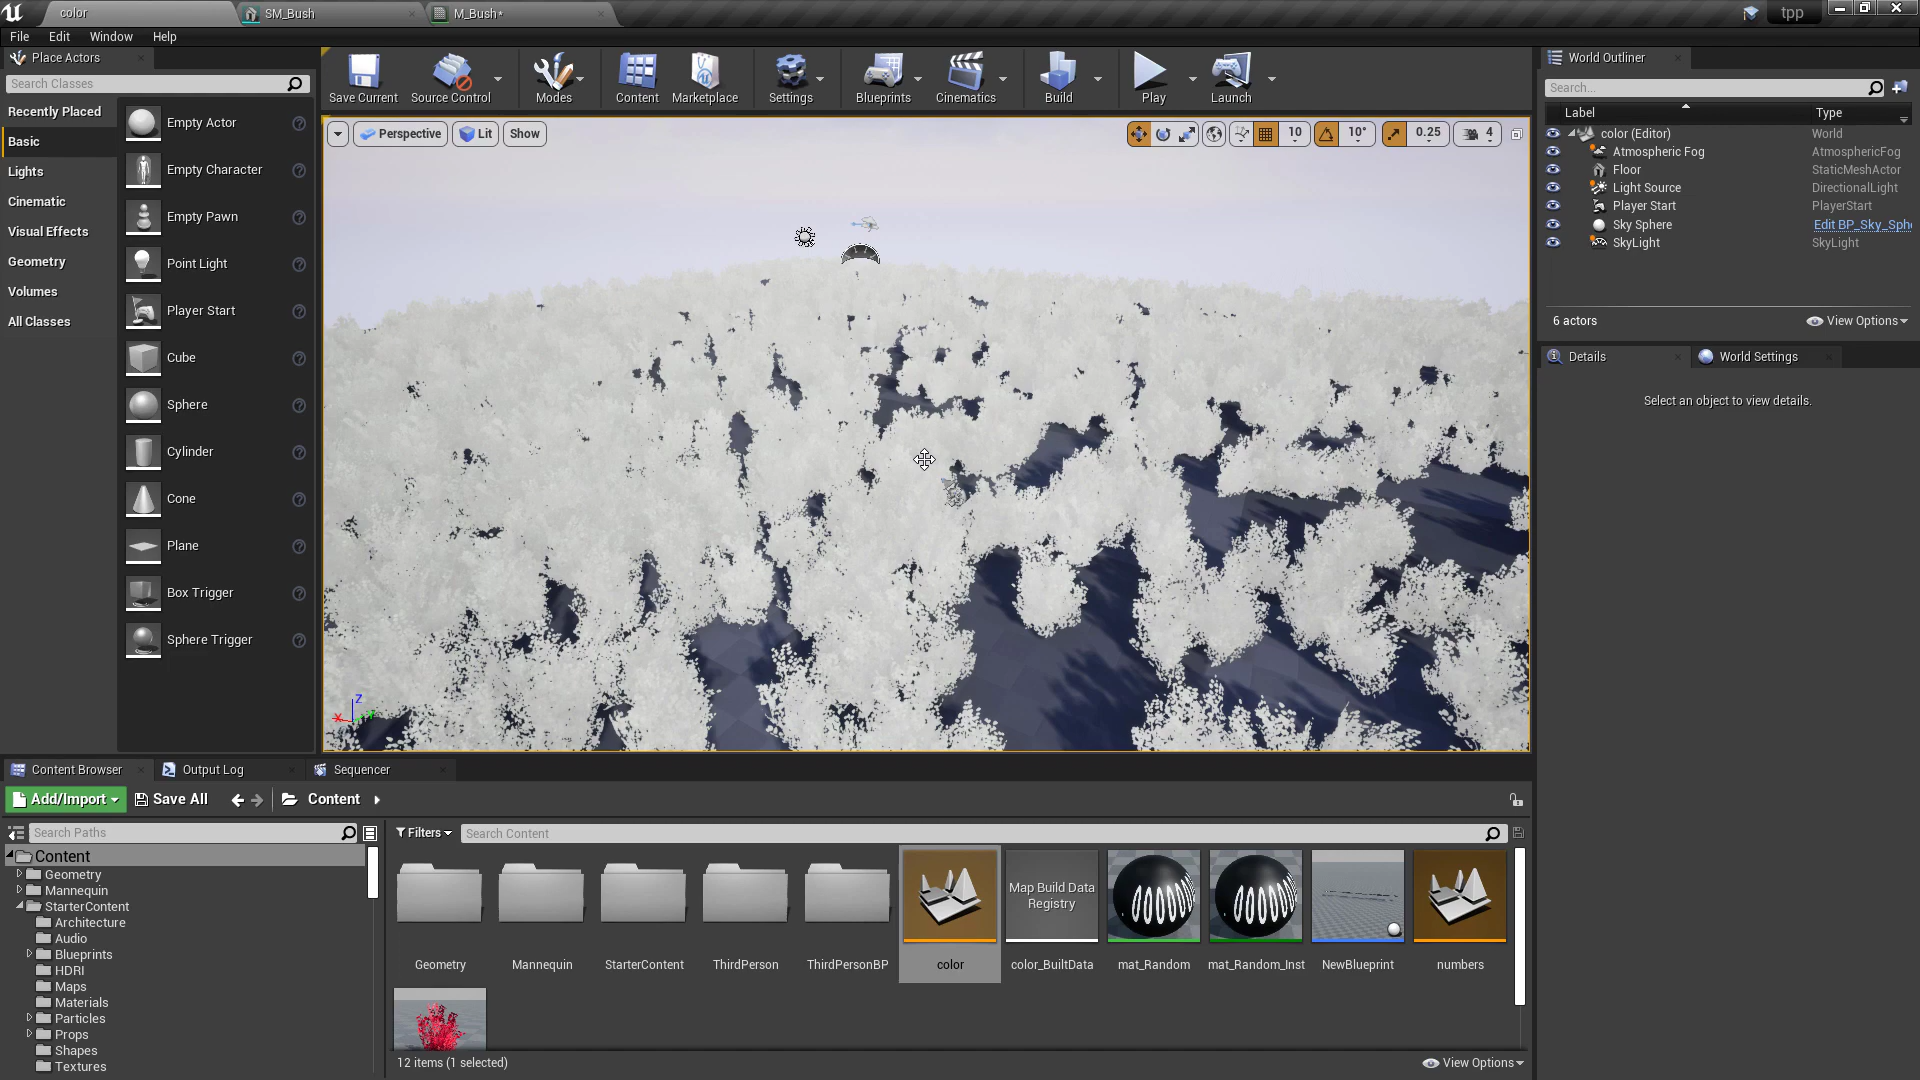 color
SM_Bush
M_Bush*
tpp
File
Edit
Window
Help
Place Actors
Search Classes
Recently Placed
Basic
Lights
Cinematic
Visual Effects
Geometry
Volumes
All Classes
Empty Actor
Empty Character
Empty Pawn
Point Light
Player Start
Cube
Sphere
Cylinder
Cone
Plane
Box Trigger
Sphere Trigger
Save Current
Source Control
Modes
Content
Marketplace
Settings
Blueprints
Cinematics
Build
Play
Launch
Perspective
Lit
Show
10
10°
0.25
4
X
Y
Z
World Outliner
Search...
Label
Type
color (Editor)
World
Atmospheric Fog
AtmosphericFog
Floor
StaticMeshActor
Light Source
DirectionalLight
Player Start
PlayerStart
Sky Sphere
Edit BP_Sky_Sph
SkyLight
SkyLight
6 actors
View Options
Details
World Settings
Select an object to view details.
Content Browser
Output Log
Sequencer
Add/Import
Save All
Content
Search Paths
Filters
Search Content
Content
Geometry
Mannequin
StarterContent
Architecture
Audio
Blueprints
HDRI
Maps
Materials
Particles
Props
Shapes
Textures
Map Build Data
Registry
Geometry
Mannequin
StarterContent
ThirdPerson
ThirdPersonBP
color
color_BuiltData
mat_Random
mat_Random_Inst
NewBlueprint
numbers
12 items (1 selected)
View Options